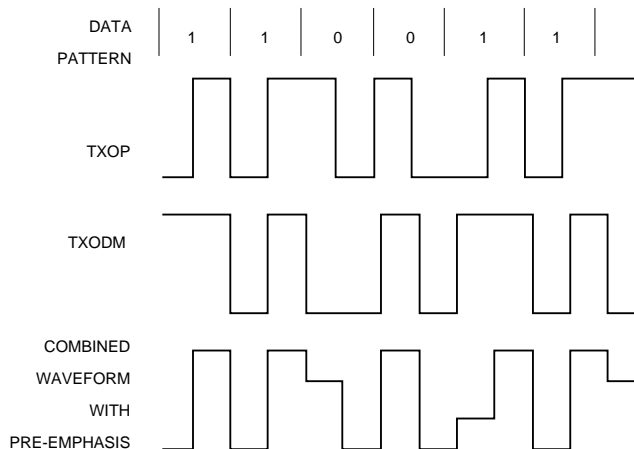 DATA
PATTERN
1 1 0 0 1 1
TXOP
TXODM
COMBINED
WAVEFORM
WITH
PRE-EMPHASIS